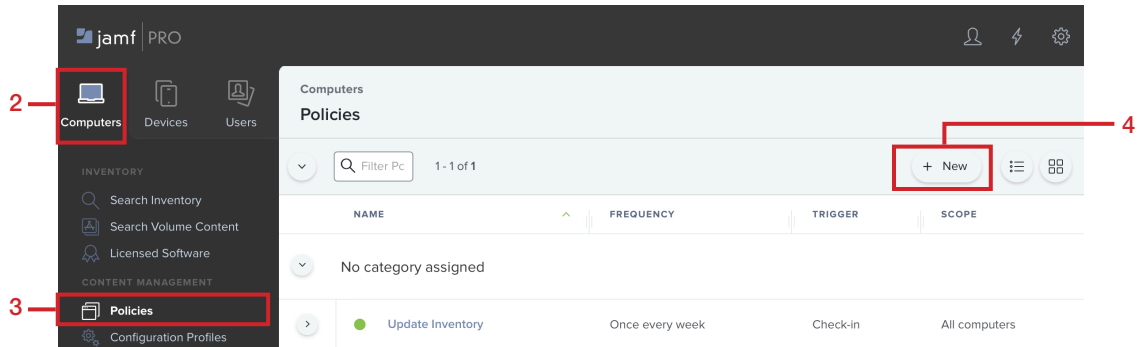 jamf PRO
2
Computers
Devices
Users
Computers
Policies
4
Filter Pc
1 - 1 of 1
+ New
INVENTORY
Search Inventory
Search Volume Content
Licensed Software
CONTENT MANAGEMENT
3
Policies
Configuration Profiles
NAME
FREQUENCY
TRIGGER
SCOPE
No category assigned
Update Inventory
Once every week
Check-in
All computers